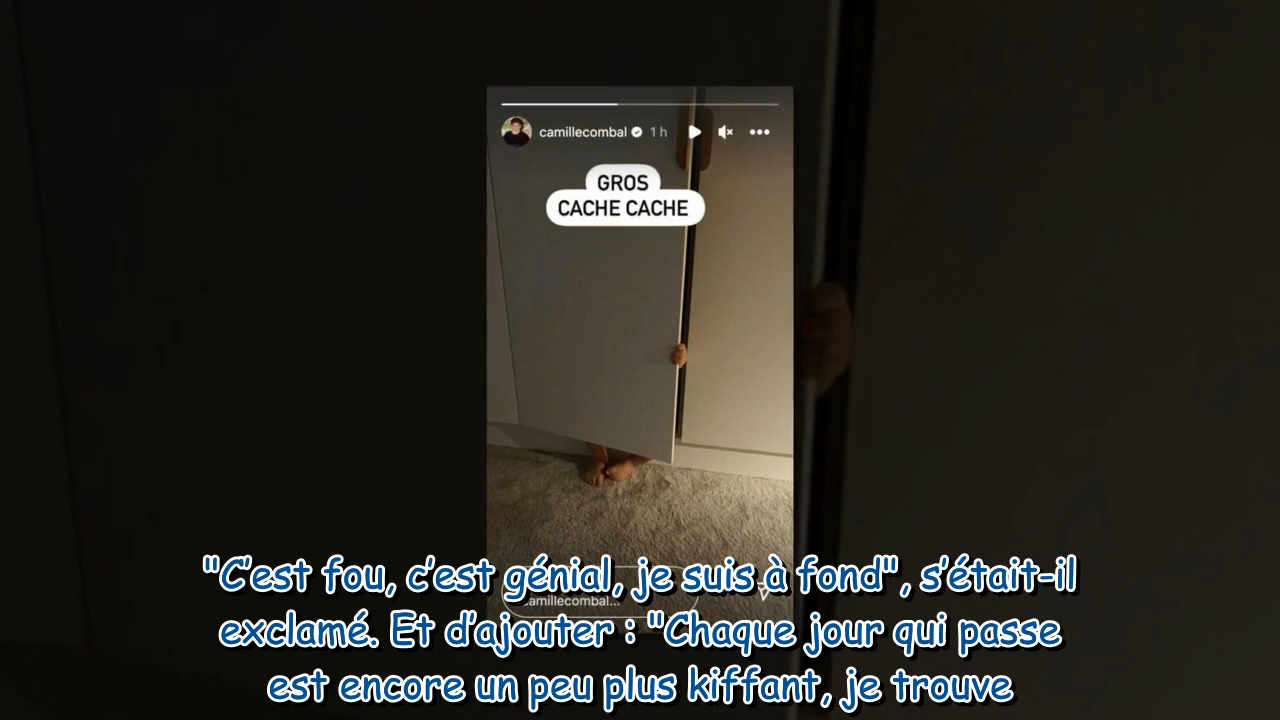 camillecombal 1 h
GROS
CACHE CACHE
"C'est fou, c'est génial, je suis à fond", s'était-il
camillecombal...
exclamé. Et d'ajouter : "Chaque jour qui passe
est encore un peu plus kiffant, je trouve